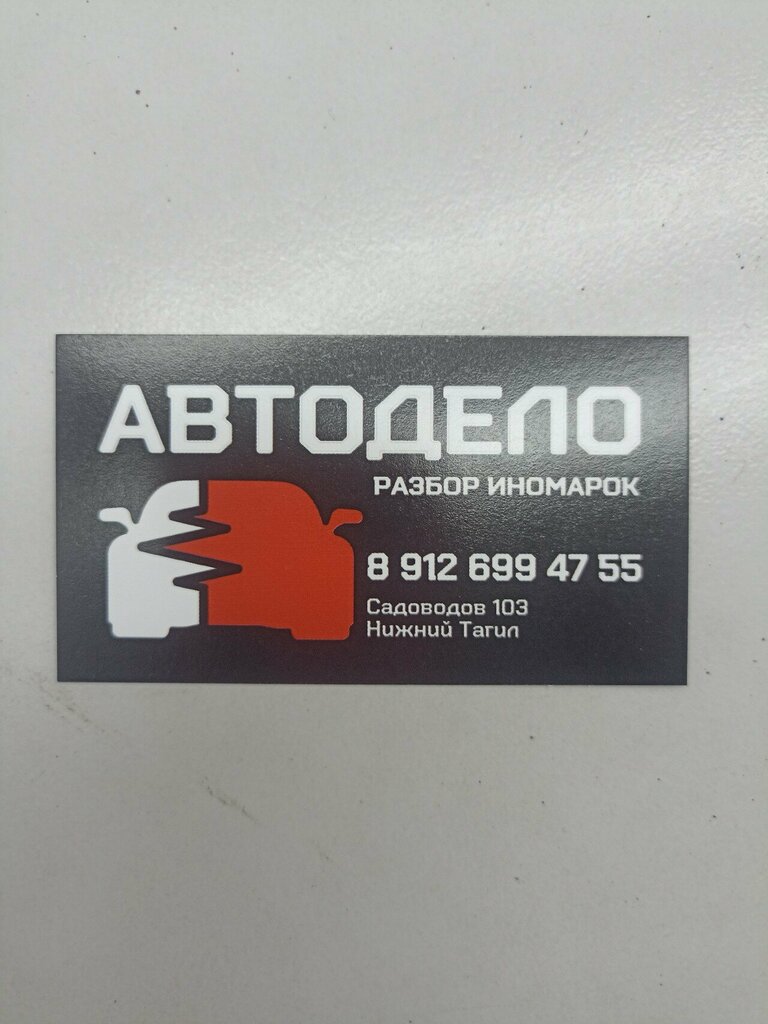 АВТОДЕЛО
РАЗБОР ИНОМАРОК
8 912 699 47 55
Садоводов 103
Нижний Тагил